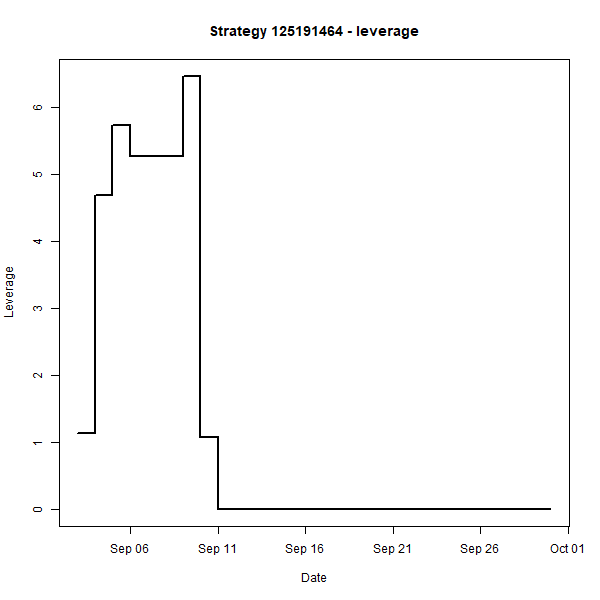 Strategy 125191464 - leverage
Leverage
6
5
4
3
2
1
0
Sep 06
Sep 11
Sep 16
Sep 21
Sep 26
Oct 01
Date